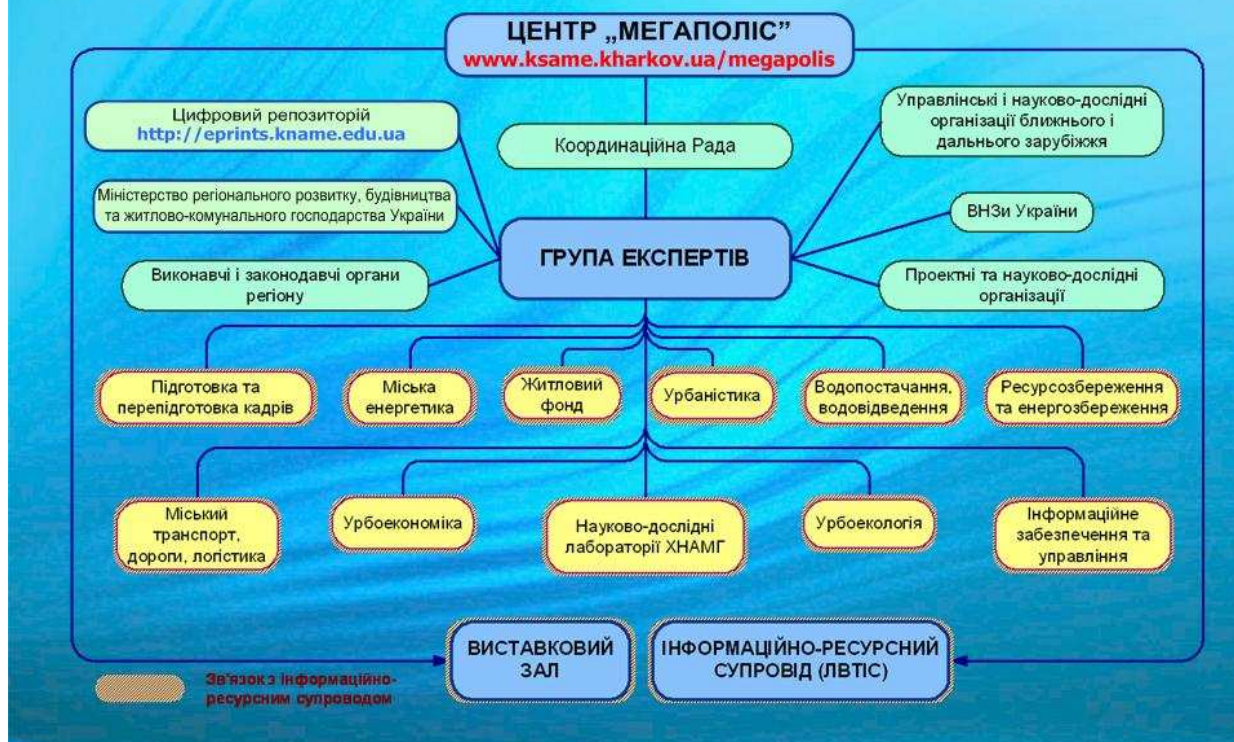 ЦЕНТР „МЕГАПОЛІС”
www.ksame.kharkov.ua/megapolis
Цифровий репозиторій
http://eprints.kname.edu.ua
Координаційна Рада
Управлінські і науково-дослідні
організації ближнього і
дального зарубіжжя
Міністерство регіонального розвитку, будівництва
та житлово-комунального господарства України
ВНЗи України
ГРУПА ЕКСПЕРТІВ
Виконавчі і законодавчі органи
регіону
Проектні та науково-дослідні
організації
Підготовка та
перепідготовка кадрів
Міська
енергетика
Житловий
фонд
Урбаністика
Водопостачання,
водовідведення
Ресурсозбереження
та енергозбереження
Міський
транспорт,
дороги, логістика
Урбоекономіка
Науково-дослідні
лабораторії ХНАМГ
Урбоекологія
Інформаційне
забезпечення та
управління
ВИСТАВКОВИЙ
ЗАЛ
ІНФОРМАЦІЙНО-РЕСУРСНИЙ
СУПРОВІД (ЛВТІС)
Зв'язок з інформаційно-
ресурсним супроводом